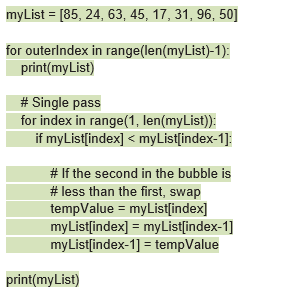 myList = [85, 24, 63, 45, 17, 31, 96, 50]
for outerIndex in range(len(myList)-1):
print(myList)
# Single pass
for index in range(1, len(myList)):
if myList[index] < myList[index-1]:
# If the second in the bubble is
# less than the first, swap
tempValue = myList[index]
myList[index] = myList[index-1]
myList[index-1] = tempValue
print(myList)